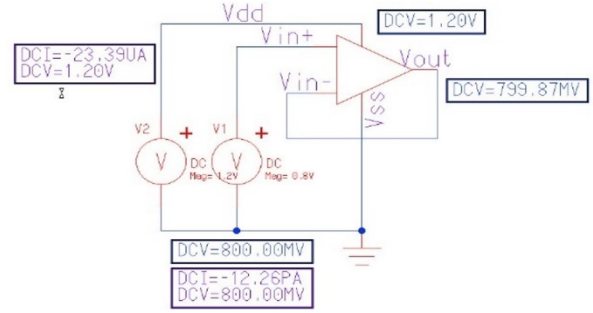 Vdd
DCV=1.20V
Vin+
DCI=-23.39UA
DCV=1.20V
Vout
Vin-
DCV=799.87MV
Vss
V2
+
V1
+
V
DC
Mag= 1.2V
V
DC
Mag= 0.8V
DCV=800.00MV
DCI=-12.26PA
DCV=800.00MV